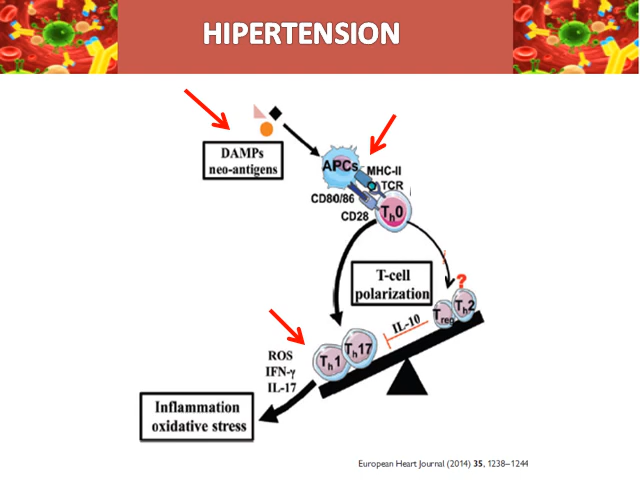 HIPERTENSION
DAMPs
neo-antigens
APCs
MHC-II
TCR
CD80/86
CD28
Th0
T-cell
polarization
?
Th2
Treg
IL-10
Th17
Th1
ROS
IFN-γ
IL-17
Inflammation
oxidative stress
European Heart Journal (2014) 35, 1238–1244